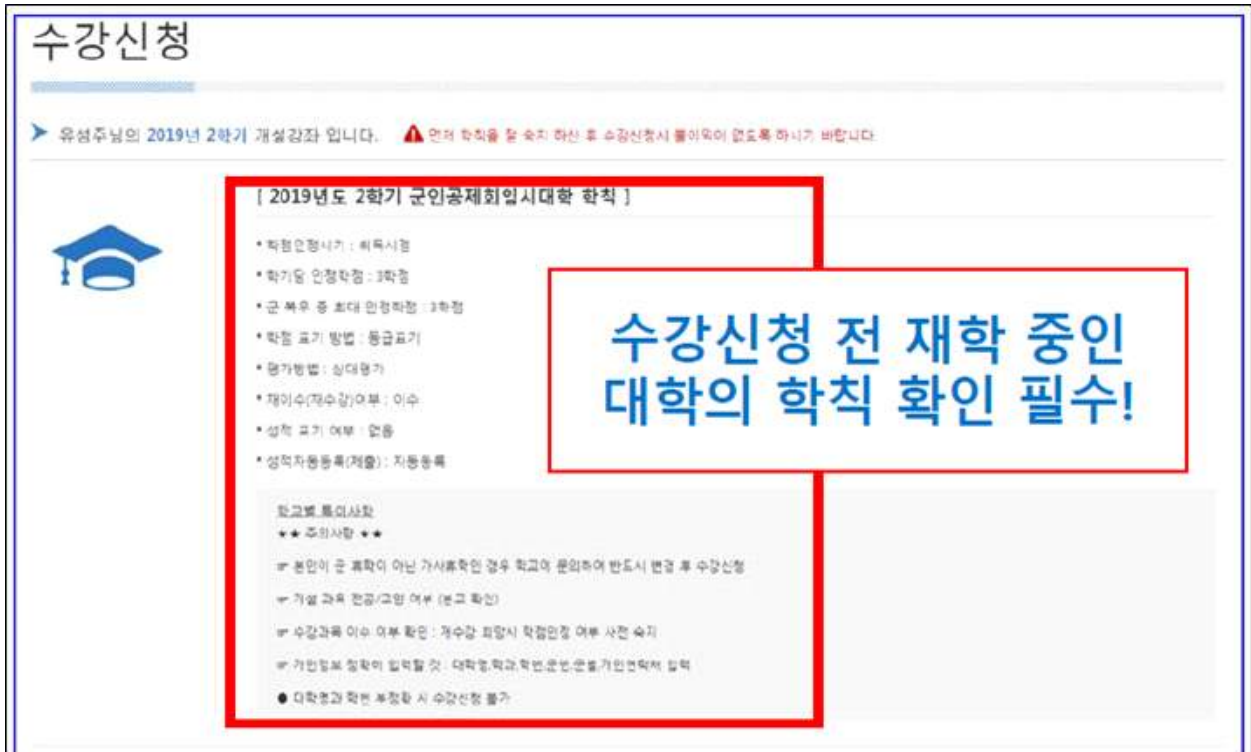 수강신청
유성주님의 2019년 2학기 개설강좌 입니다.
먼저 학칙을 잘 숙지 하신 후 수강신청시 불이익이 없도록 하시기 바랍니다.
[ 2019년도 2학기 군인공제회임시대학 학칙 ]
• 학점인정시기 : 취득시점
• 학기당 인정학점 : 3학점
• 군 복무 중 최대 인정학점 : 3학점
• 학점 표기 방법 : 등급표기
• 평가방법 : 상대평가
• 재이수(재수강)여부 : 이수
• 성적 표기 여부 : 없음
• 성적자동등록(제출) : 자동등록
수강신청 전 재학 중인
대학의 학칙 확인 필수!
학교별 특이사항
★★ 주의사항 ★★
☞ 본인이 군 휴학이 아닌 가사휴학인 경우 학교에 문의하여 반드시 변경 후 수강신청
☞ 개설 과목 전공/교양 여부 (본교 확인)
☞ 수강과목 이수 여부 확인 : 재수강 희망시 학점인정 여부 사전 숙지
☞ 개인정보 정확히 입력할 것 : 대학명,학과,학번,군번,군별,개인연락처 입력
● 대학명과 학번 부정확 시 수강신청 불가